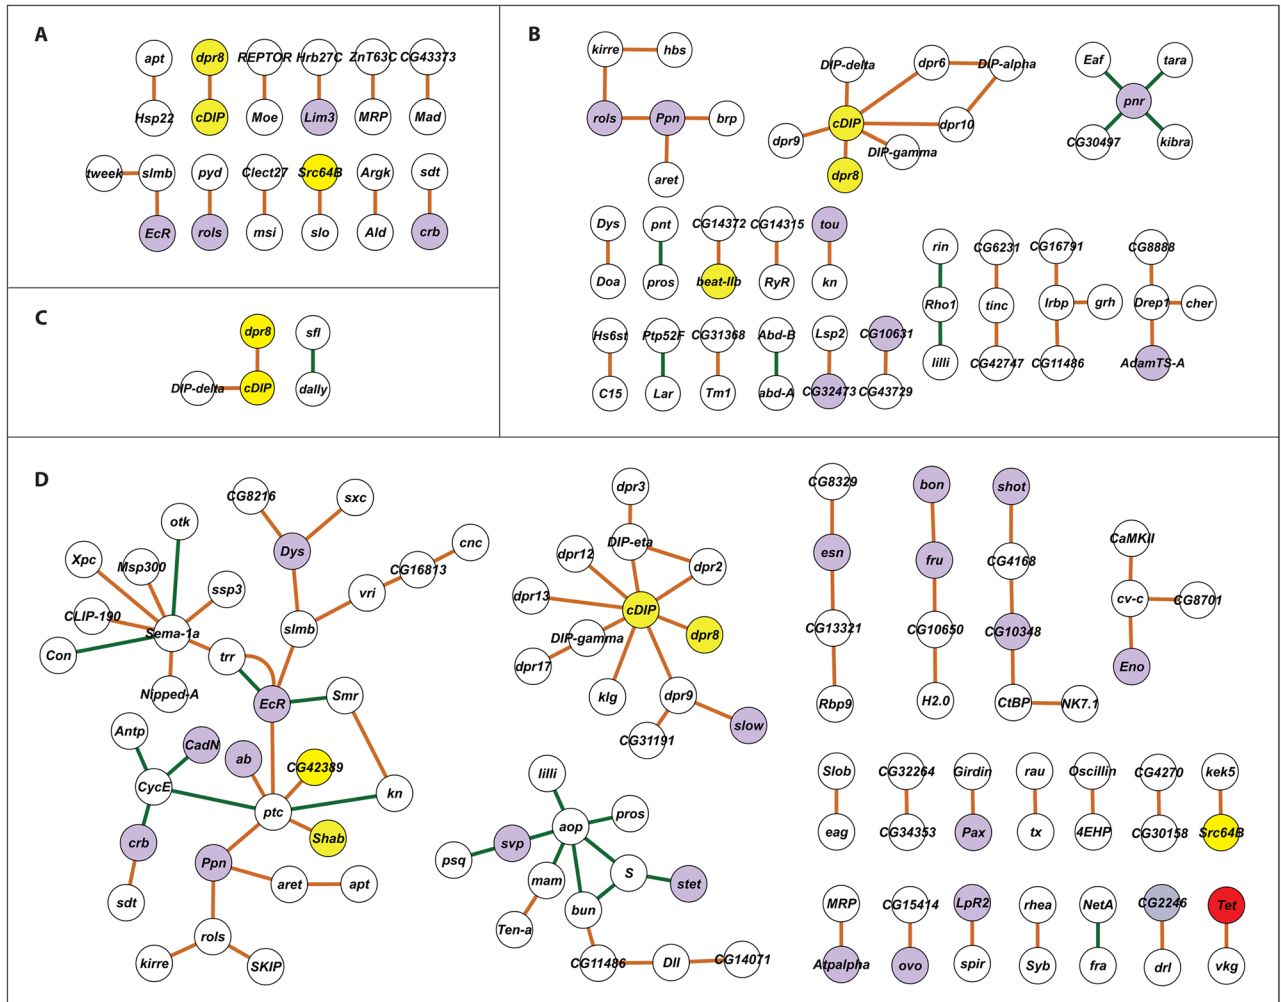 A
apt
dpr8
REPTOR
Hrb27C
ZnT63C
CG43373
Hsp22
cDIP
Moe
Lim3
MRP
Mad
tweek
slmb
pyd
Clect27
Src64B
Argk
sdt
EcR
rols
msi
slo
Ald
crb
B
kirre
hbs
rols
Ppn
brp
aret
DIP-delta
dpr6
DIP-alpha
cDIP
dpr10
dpr9
DIP-gamma
dpr8
Eaf
tara
pnr
CG30497
kibra
Dys
pnt
CG14372
CG14315
tou
Doa
pros
beat-IIb
RyR
kn
Hs6st
Ptp52F
CG31368
Abd-B
Lsp2
CG10631
C15
Lar
Tm1
abd-A
CG32473
CG43729
rin
CG6231
CG16791
CG8888
Rho1
tinc
Irbp
grh
Drep1
cher
lilli
CG42747
CG11486
AdamTS-A
C
dpr8
sfl
DIP-delta
cDIP
dally
D
CG8216
sxc
otk
Dys
cnc
Xpc
Msp300
CG16813
ssp3
vri
CLIP-190
Sema-1a
slmb
Con
trr
Nipped-A
EcR
Smr
Antp
CadN
ab
CG42389
CycE
kn
ptc
crb
Shab
Ppn
sdt
aret
apt
rols
kirre
SKIP
dpr3
DIP-eta
dpr12
dpr2
dpr13
cDIP
DIP-gamma
dpr8
dpr17
klg
dpr9
slow
CG31191
lilli
pros
aop
svp
psq
mam
S
stet
bun
Ten-a
CG11486
Dll
CG14071
CG8329
bon
shot
esn
fru
CG4168
CaMKII
cv-c
CG8701
CG13321
CG10650
CG10348
Eno
Rbp9
H2.0
CtBP
NK7.1
Slob
CG32264
Girdin
rau
Oscillin
CG4270
kek5
eag
CG34353
Pax
tx
4EHP
CG30158
Src64B
MRP
CG15414
LpR2
rhea
NetA
CG2246
Tet
Atpalpha
ovo
spir
Syb
fra
drl
vkg